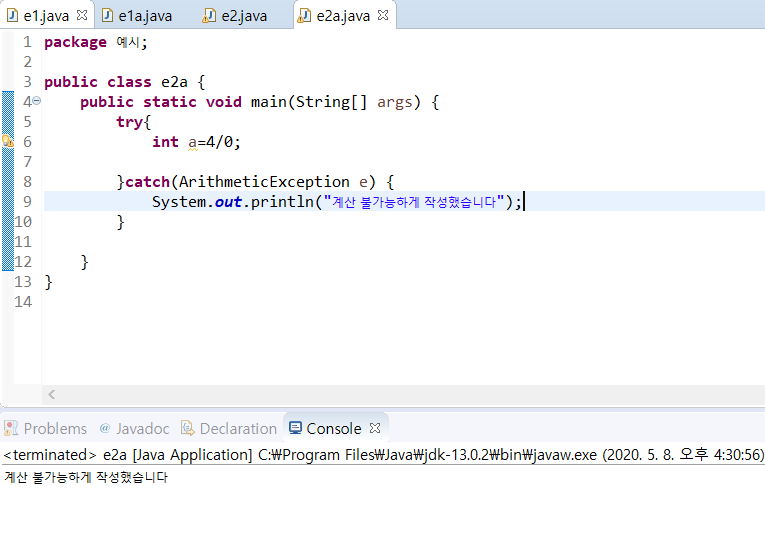 e1.java e1a.java e2.java e2a.java
1 package 예시;
2
3 public class e2a {
4 public static void main(String[] args) {
5 try{
6 int a=4/0;
7
8 }catch(ArithmeticException e) {
9 System.out.println("계산 불가능하게 작성했습니다");
10 }
11
12 }
13 }
14
Problems @ Javadoc Declaration Console
<terminated> e2a [Java Application] C:₩Program Files₩Java₩jdk-13.0.2₩bin₩javaw.exe (2020. 5. 8. 오후 4:30:56)
계산 불가능하게 작성했습니다